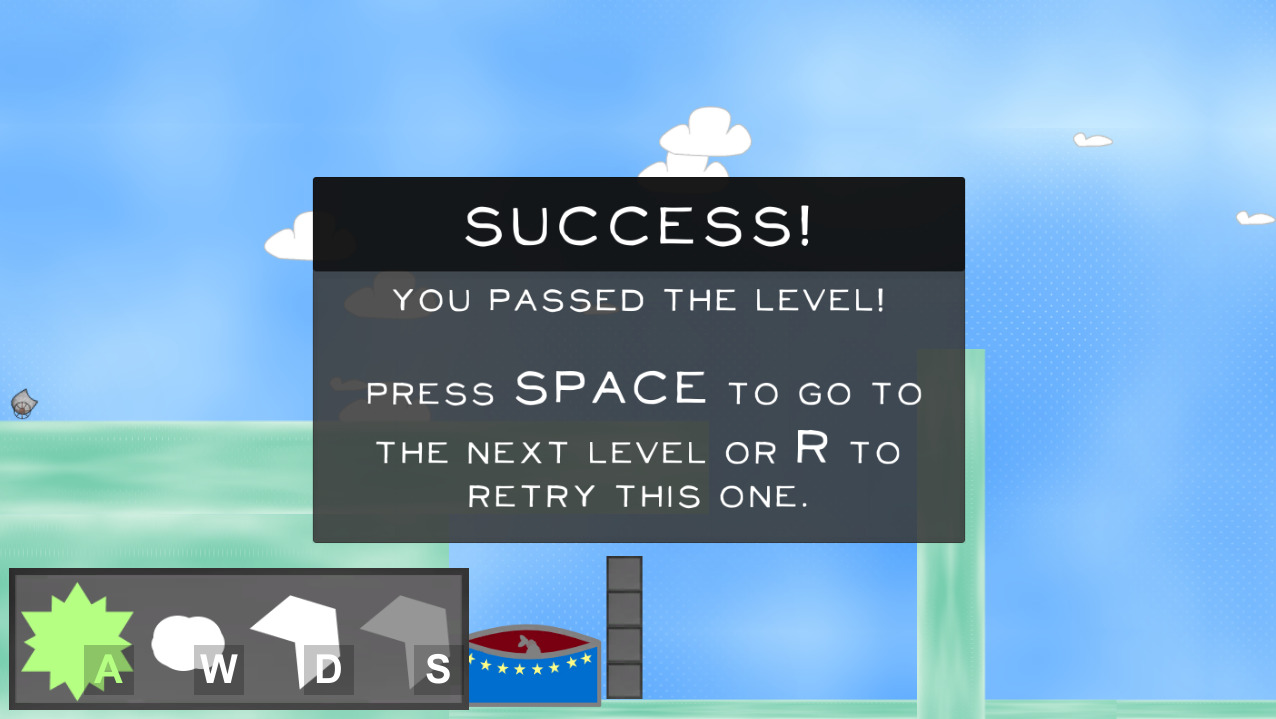 SUCCESS!
YOU PASSED THE LEVEL!
PRESS SPACE TO GO TO
THE NEXT LEVEL OR R TO
RETRY THIS ONE.
A W D S